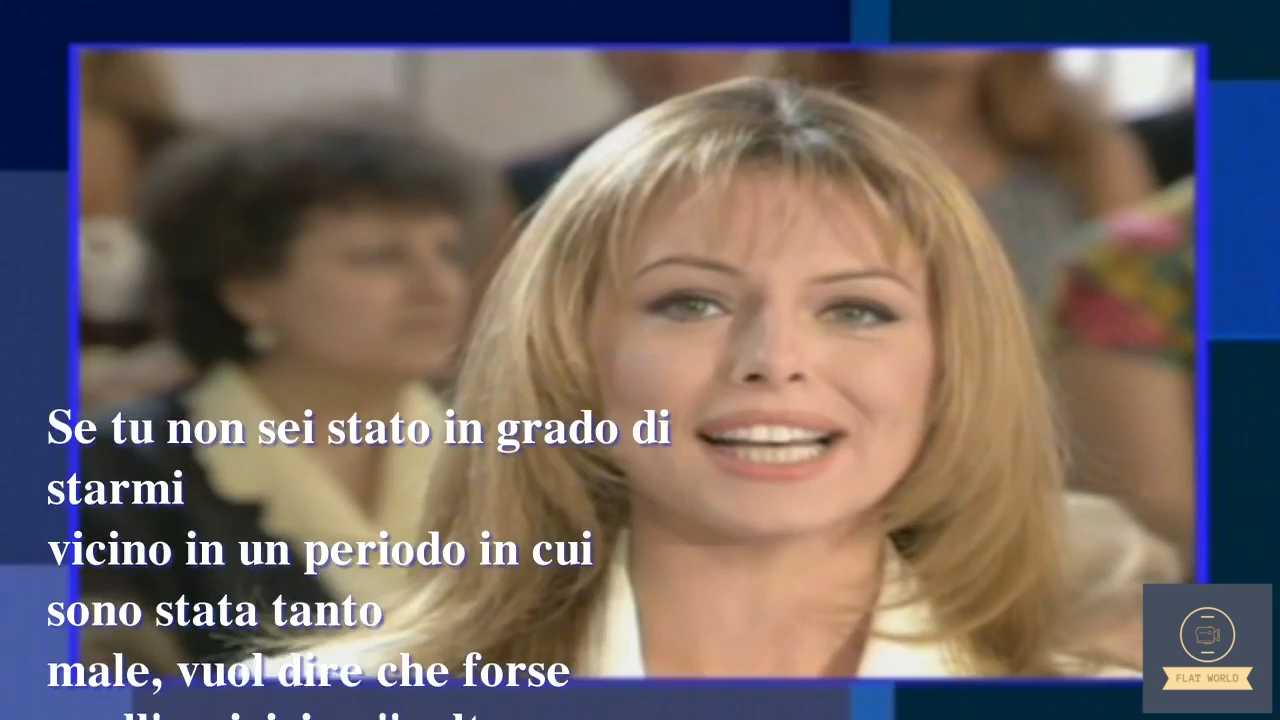 Se tu non sei stato in grado di
starmi
vicino in un periodo in cui
sono stata tanto
male, vuol dire che forse
FLAT WORLD